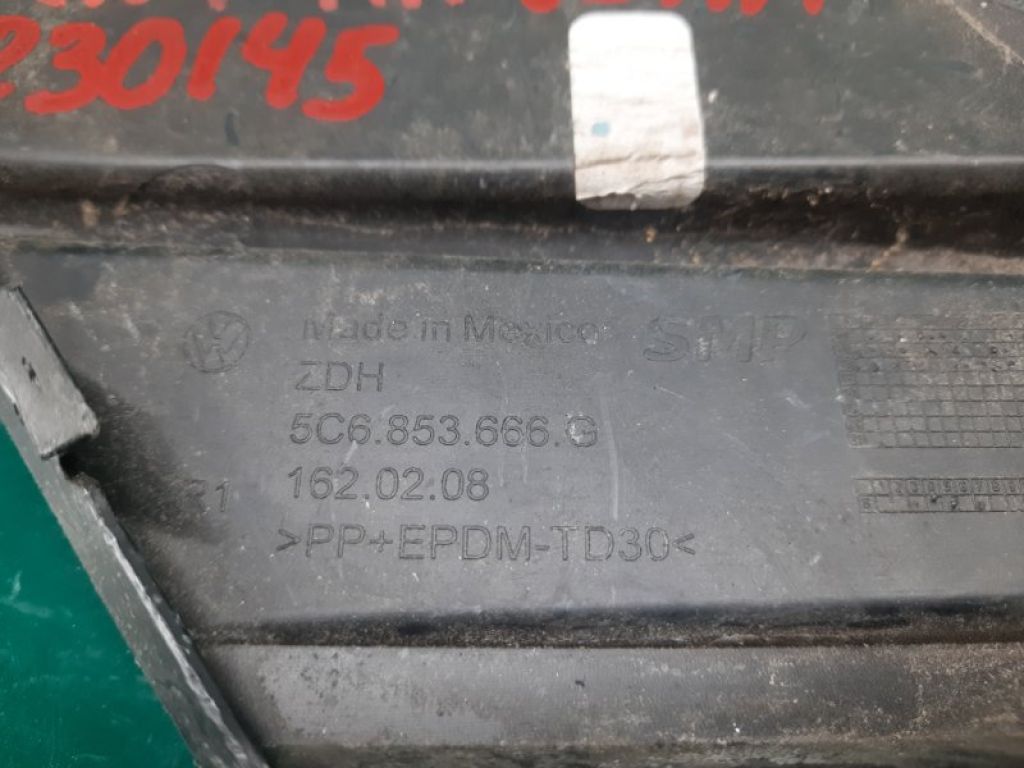 230145
Made in Mexico
SMP
ZDH
5C6.853.666.G
162.02.08
>PP+EPDM-TD30<